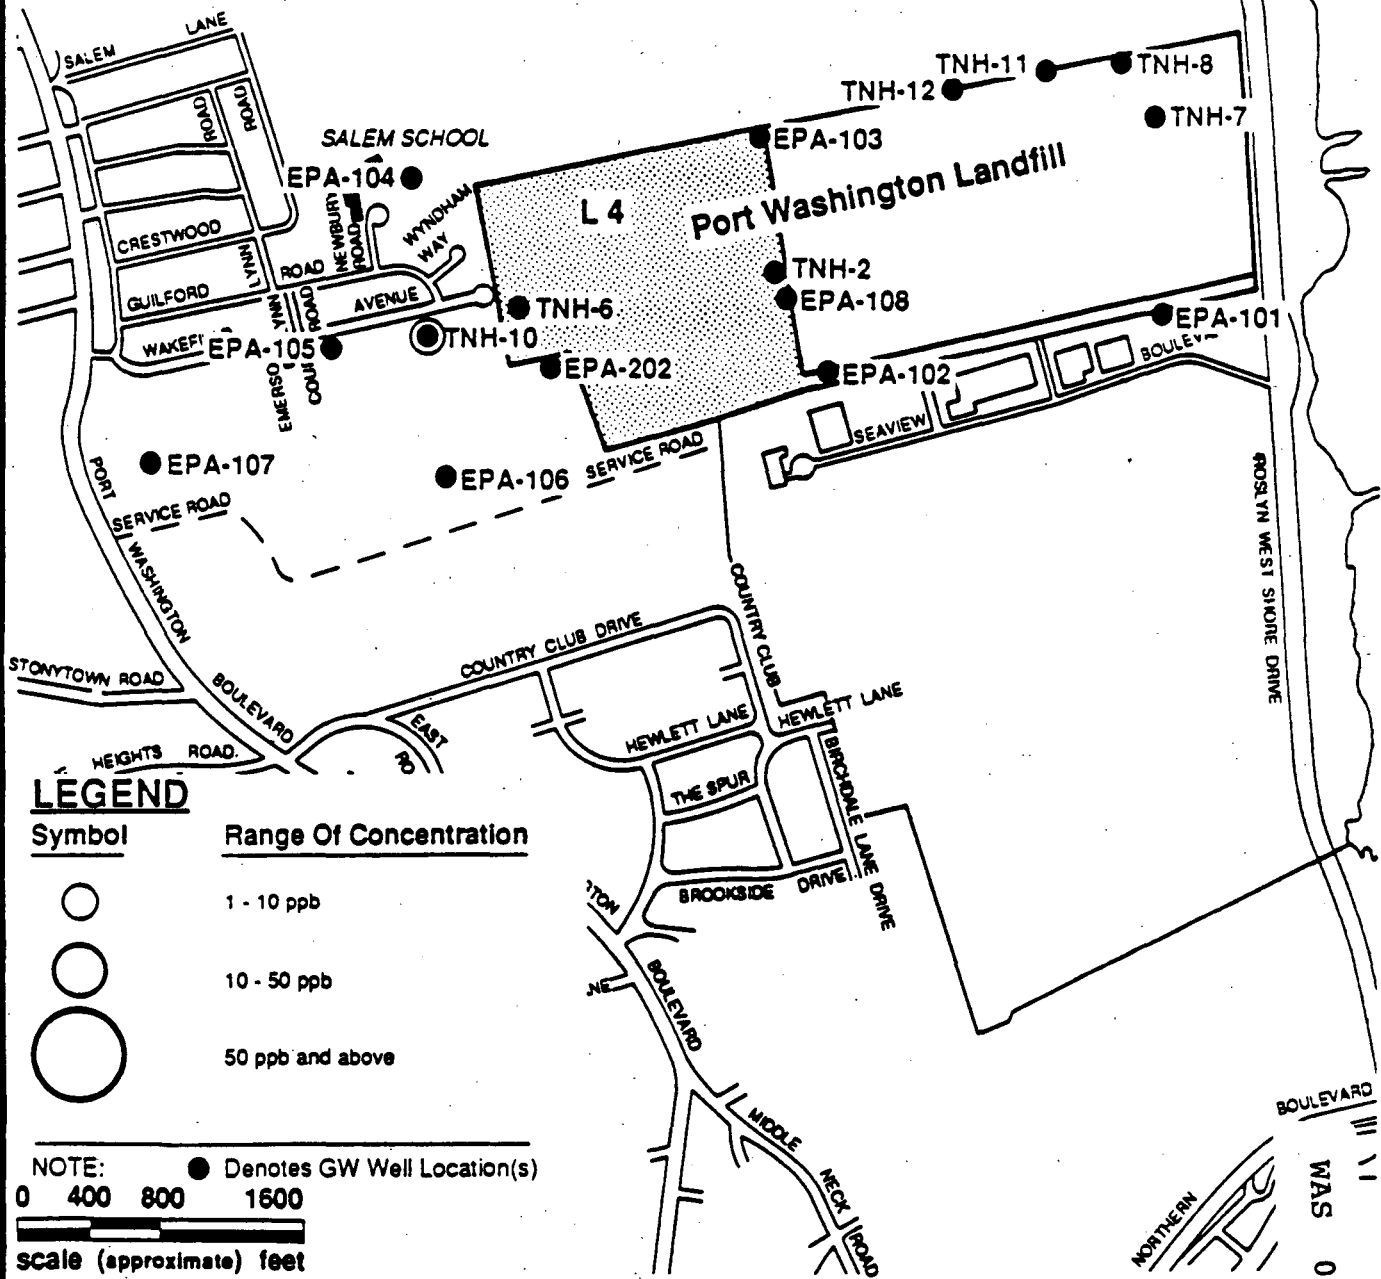 SALEM LANE
ROAD
ROAD
SALEM SCHOOL
EPA-104
TNH-11
TNH-8
TNH-12
TNH-7
EPA-103
Port Washington Landfill
L 4
WYNDHAM
WAY
NEWBURY
ROAD
CRESTWOOD
LYNN
ROAD
GUILFORD
AVENUE
TNH-2
EPA-108
TNH-6
TNH-10
EPA-101
WAKEFI
EPA-105
EPA-202
EPA-102
BOULEVA
ROAD
SEAVIEW
EPA-107
EPA-106
SERVICE ROAD
SERVICE ROAD
PORT
WASHINGTON
BOULEVARD
ROSLYN WEST SHORE DRIVE
COUNTRY CLUB
COUNTRY CLUB DRIVE
STONYTOWN ROAD
HEIGHTS ROAD.
EAST
RO
HEWLETT LANE
HEWLETT LANE
THE SPUR
BIRCHDALE LANE
DRIVE
BROOKSIDE DRIVE
LEGEND
Symbol Range Of Concentration
1 - 10 ppb
10 - 50 ppb
50 ppb and above
NOTE: Denotes GW Well Location(s)
0 400 800 1600
scale (approximate) feet
BOULEVARD
MIDDLE
NECK
ROAD
BOULEVARD
NORTHERN
WAS